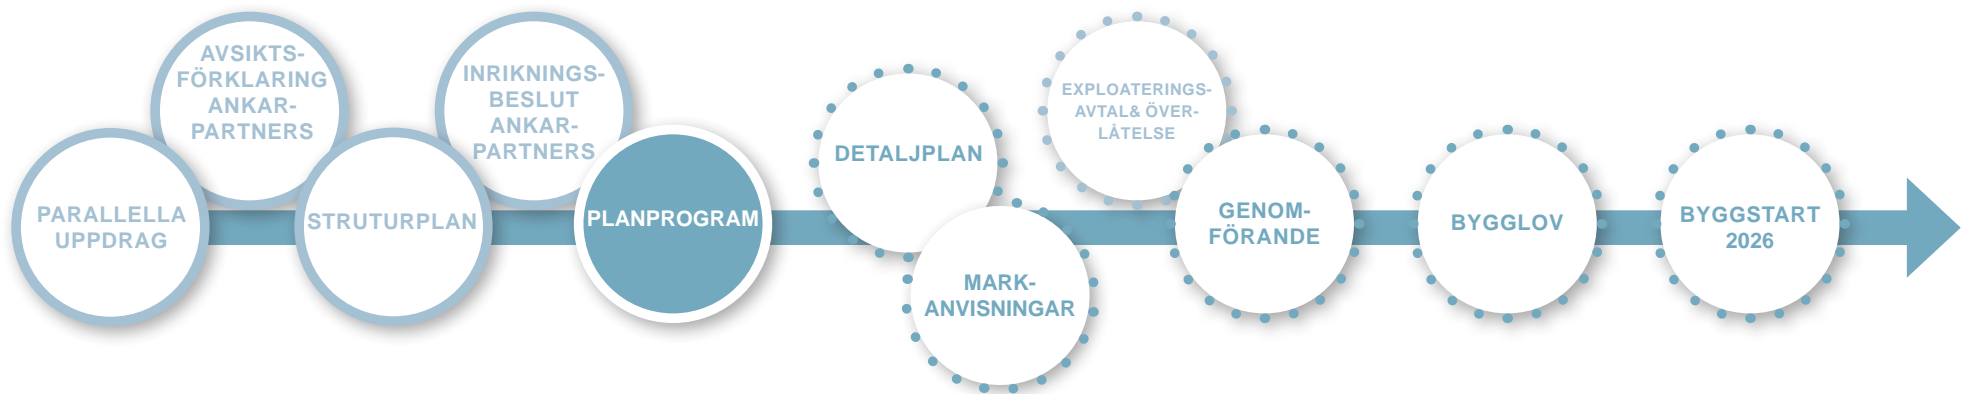 PARALLELA
UPPDRAG
AVSIKTS-
FÖRKLARING
ANKAR-
PARTNERS
STRUTURPLAN
INRIKNINGS-
BESLUT
ANKAR-
PARTNERS
PLANPROGRAM
DETALJPLAN
MARK-
ANVISNINGAR
EXPLOATERINGS-
AVTAL& ÖVER-
LÅTELSE
GENOM-
FÖRANDE
BYGGLOV
BYGGSTART
2026